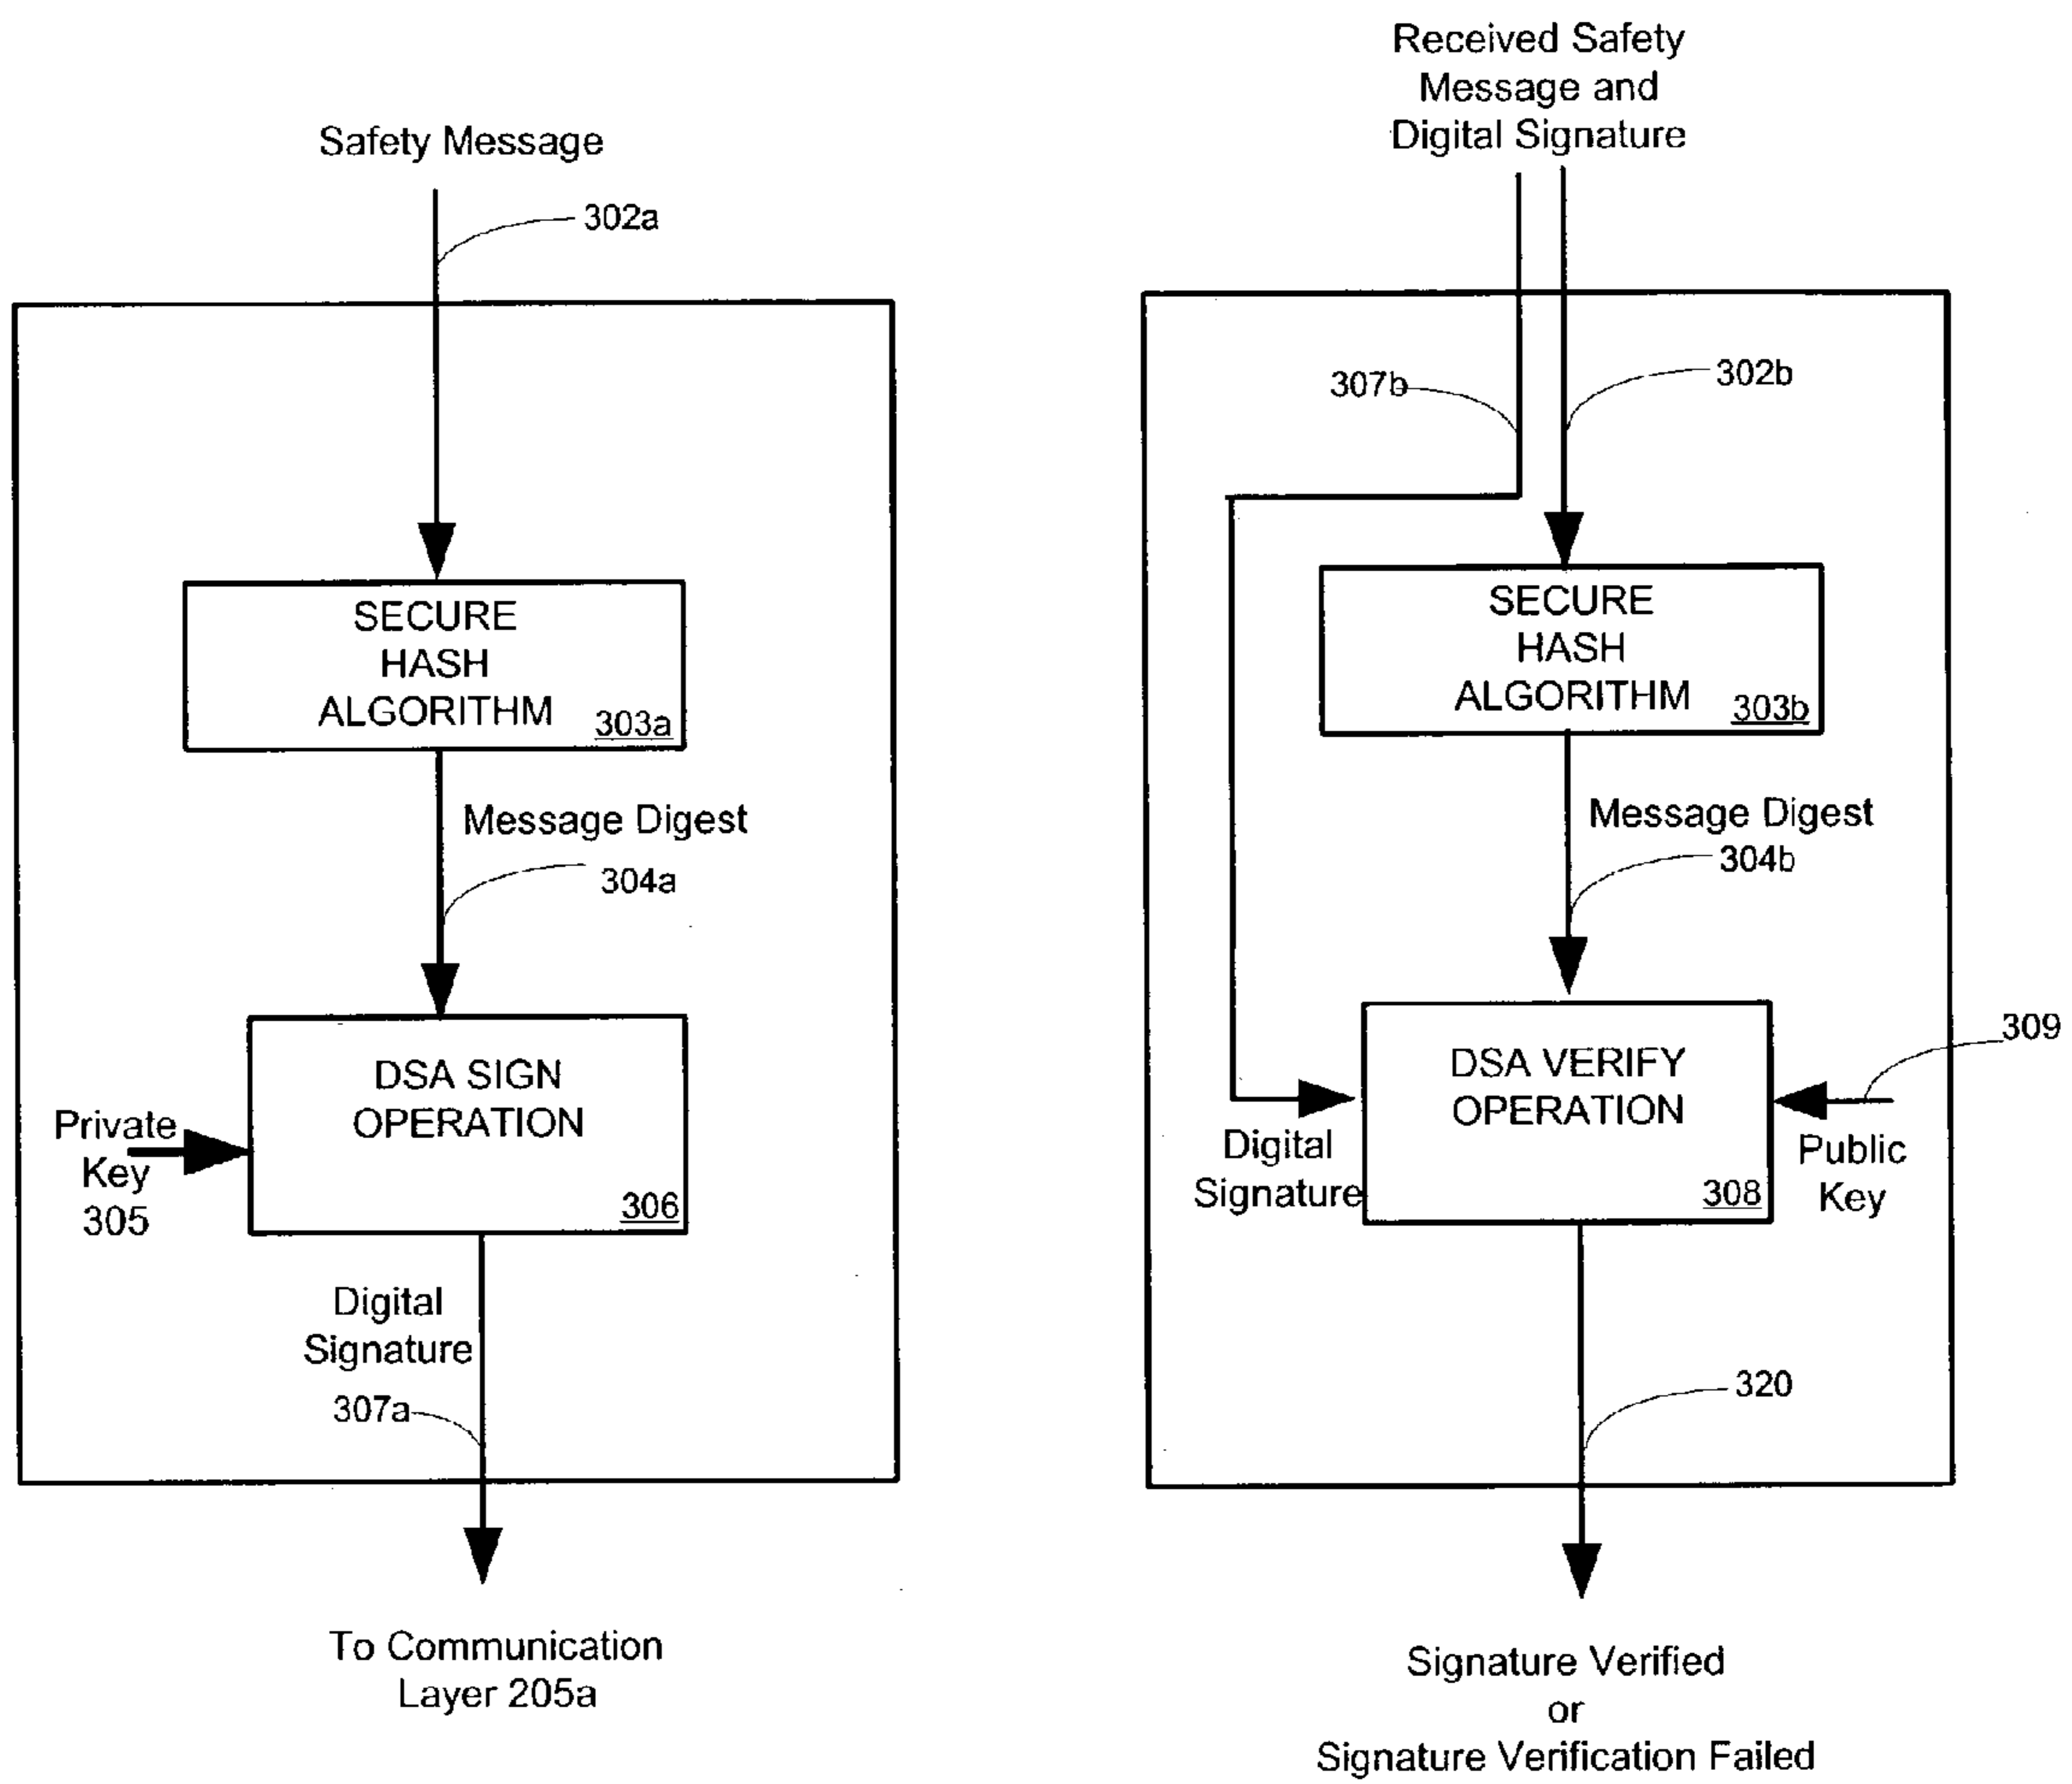 Safety Message
302a
SECURE
HASH
ALGORITHM
303a
Message Digest
304a
DSA SIGN
OPERATION
306
Private
Key
305
Digital
Signature
307a
To Communication
Layer 205a
Received Safety
Message and
Digital Signature
307b
302b
SECURE
HASH
ALGORITHM
303b
Message Digest
304b
DSA VERIFY
OPERATION
308
309
Digital
Signature
Public
Key
320
Signature Verified
or
Signature Verification Failed